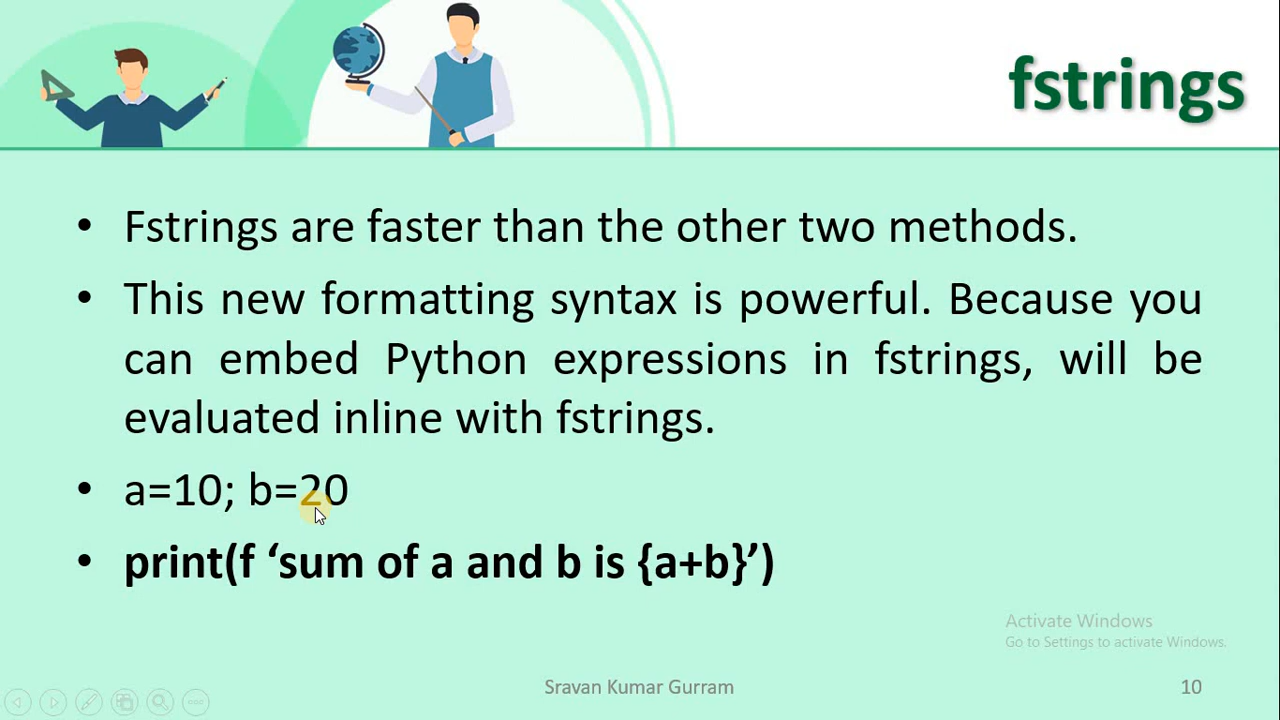 fstrings
• Fstrings are faster than the other two methods.
• This new formatting syntax is powerful. Because you
can embed Python expressions in fstrings, will be
evaluated inline with fstrings.
• a=10; b=20
• print(f ‘sum of a and b is {a+b}’)
Activate Windows
Go to Settings to activate Windows.
Sravan Kumar Gurram
10